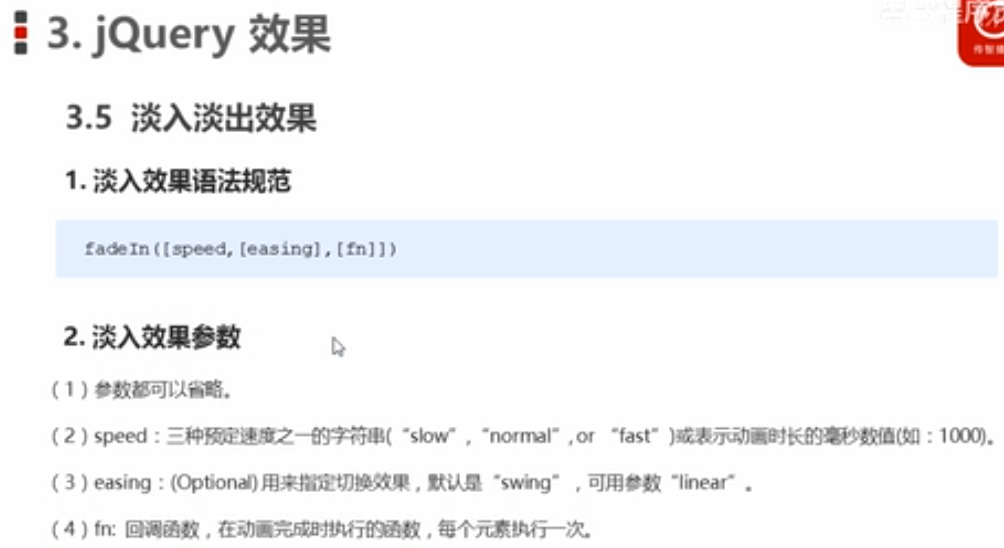 3. jQuery 效果
3.5 淡入淡出效果
1. 淡入效果语法规范
fadeIn([speed,[easing],[fn]])
2. 淡入效果参数
(1)参数都可以省略。
(2)speed:三种预定速度之一的字符串(“slow”,“normal”,or “fast”)或表示动画时长的毫秒数值(如:1000)。
(3)easing:(Optional) 用来指定切换效果,默认是“swing”,可用参数“linear”。
(4)fn: 回调函数,在动画完成时执行的函数,每个元素执行一次。